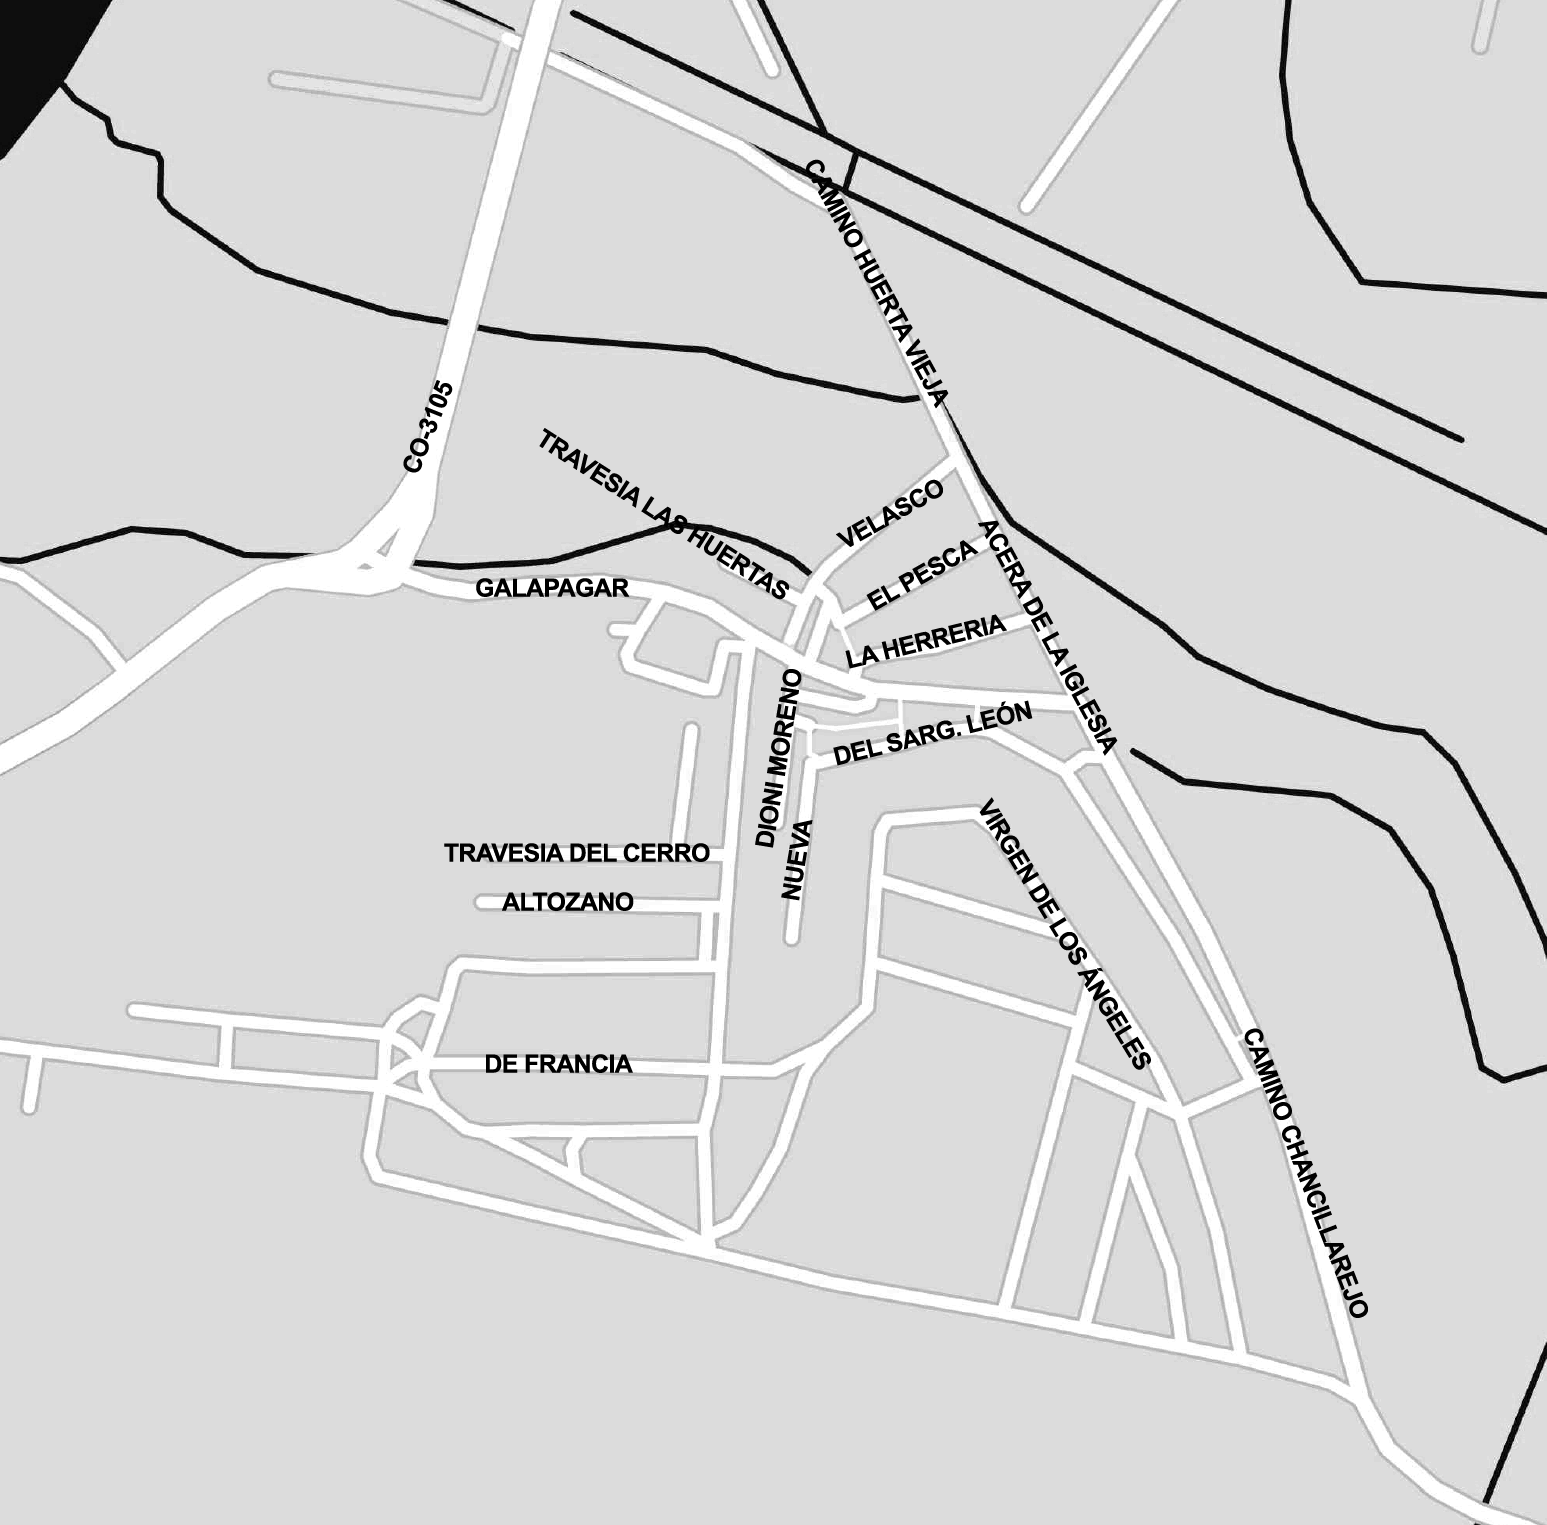 CAMINO HUERTA VIEJA
CO-3105
TRAVESIA LAS HUERTAS
VELASCO
EL PESCA
ACERA DE LA IGLESIA
GALAPAGAR
LA HERRERIA
DIONI MORENO
DEL SARG. LEÓN
NUEVA
VIRGEN DE LOS ÁNGELES
TRAVESIA DEL CERRO
ALTOZANO
DE FRANCIA
CAMINO CHANCILLAREJO